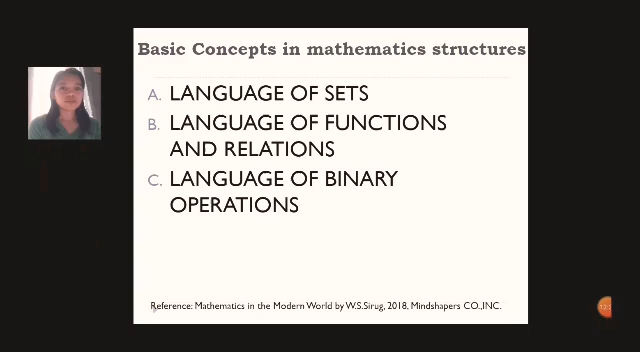 Basic Concepts in mathematics structures
A. LANGUAGE OF SETS
B. LANGUAGE OF FUNCTIONS
AND RELATIONS
C. LANGUAGE OF BINARY
OPERATIONS
Reference: Mathematics in the Modern World by W.S.Sirug, 2018, Mindshapers CO.,INC.